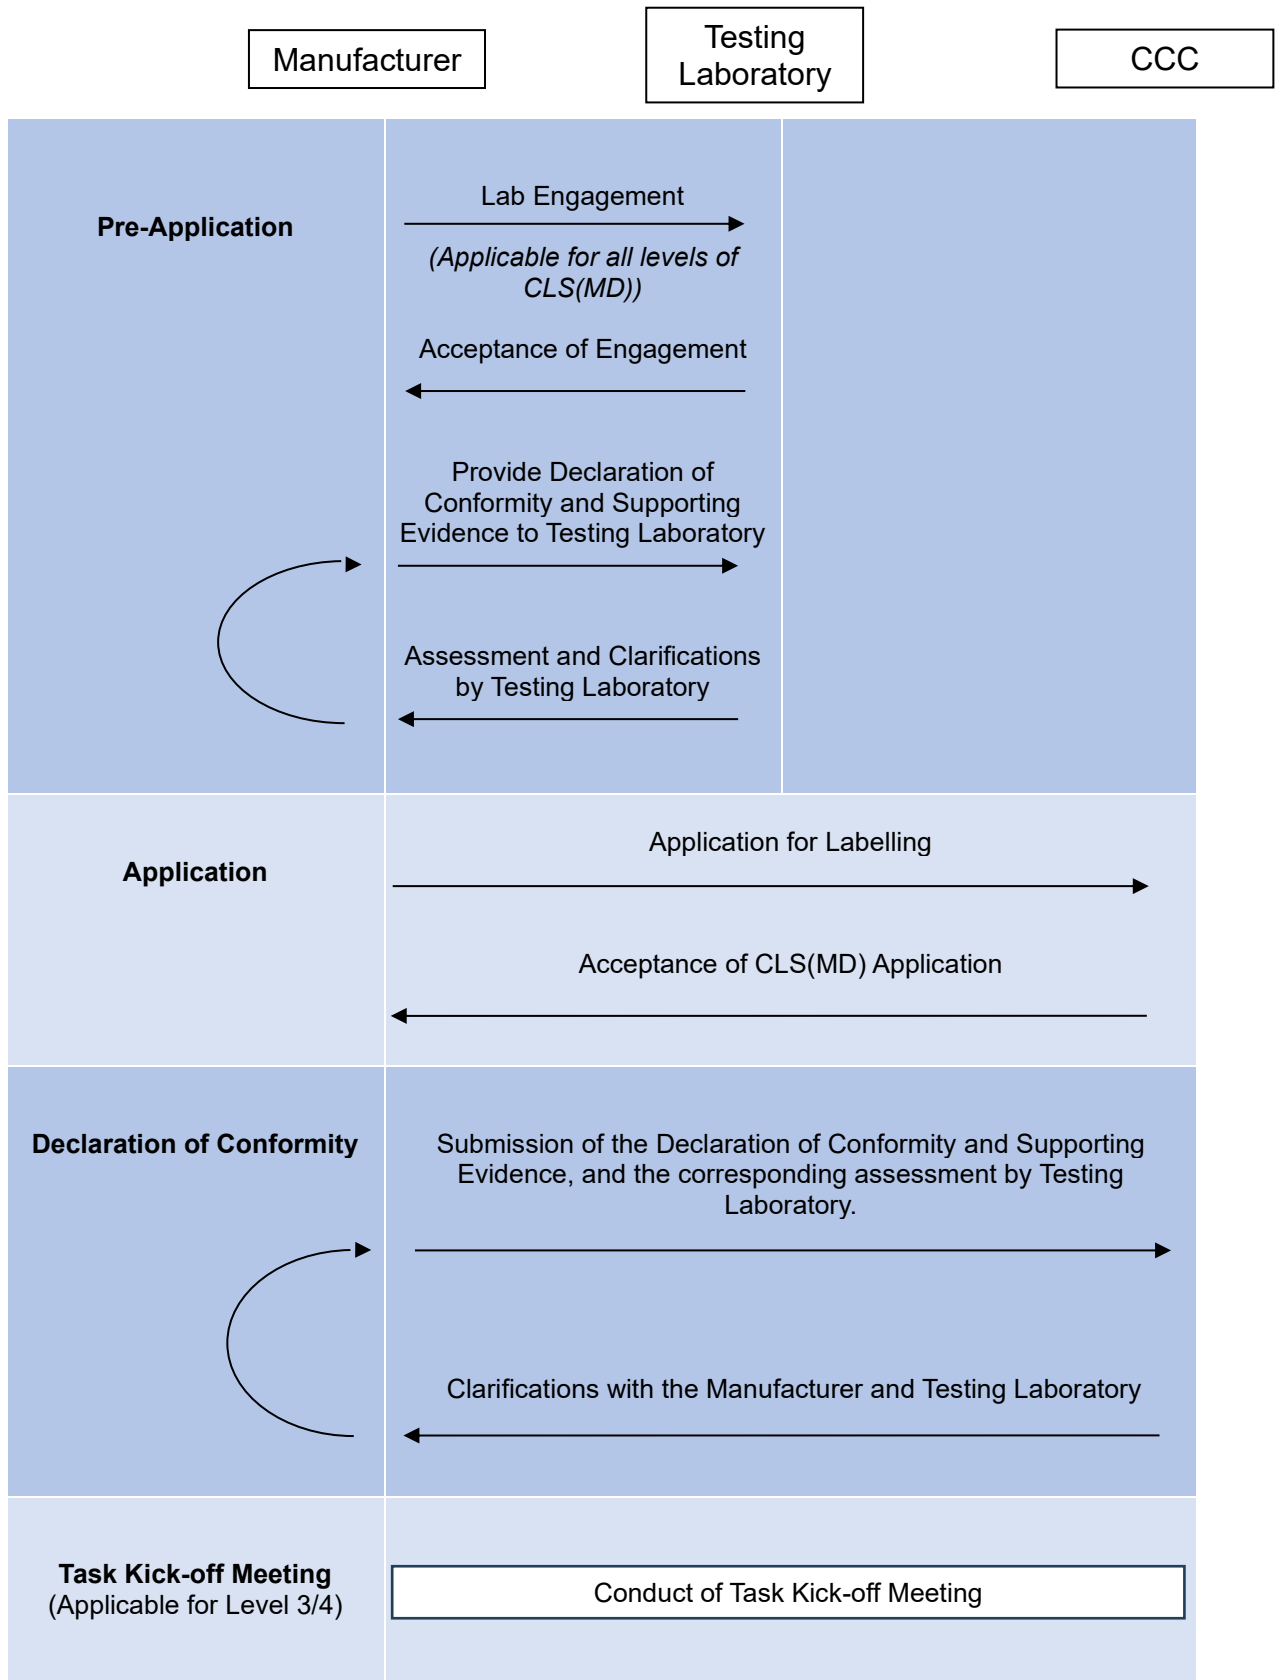 Manufacturer
Testing
Laboratory
CCC
Pre-Application
Lab Engagement
(Applicable for all levels of
CLS(MD))
Acceptance of Engagement
Provide Declaration of
Conformity and Supporting
Evidence to Testing Laboratory
Assessment and Clarifications
by Testing Laboratory
Application
Application for Labelling
Acceptance of CLS(MD) Application
Declaration of Conformity
Submission of the Declaration of Conformity and Supporting
Evidence, and the corresponding assessment by Testing
Laboratory.
Clarifications with the Manufacturer and Testing Laboratory
Task Kick-off Meeting
(Applicable for Level 3/4)
Conduct of Task Kick-off Meeting